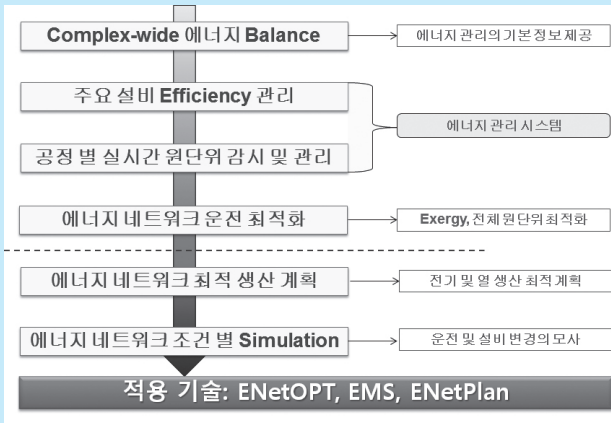 Complex-wide 에너지 Balance
에너지 관리의 기본 정보 제공
주요 설비 Efficiency 관리
에너지 관리 시스템
공정 별 실시간 원단위 감시 및 관리
에너지 네트워크 운전 최적화
Exergy, 전체 원단위 최적화
에너지 네트워크 최적 생산 계획
전기 및 열 생산 최적 계획
에너지 네트워크 조건 별 Simulation
운전 및 설비 변경의 모사
적용 기술: ENetOPT, EMS, ENetPlan